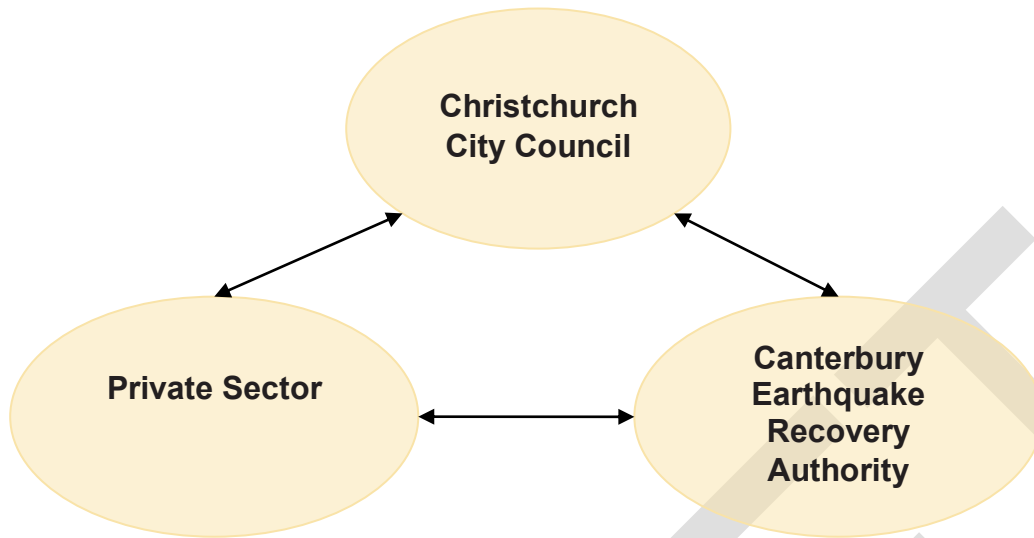 Christchurch
City Council
Private Sector
Canterbury
Earthquake
Recovery
Authority